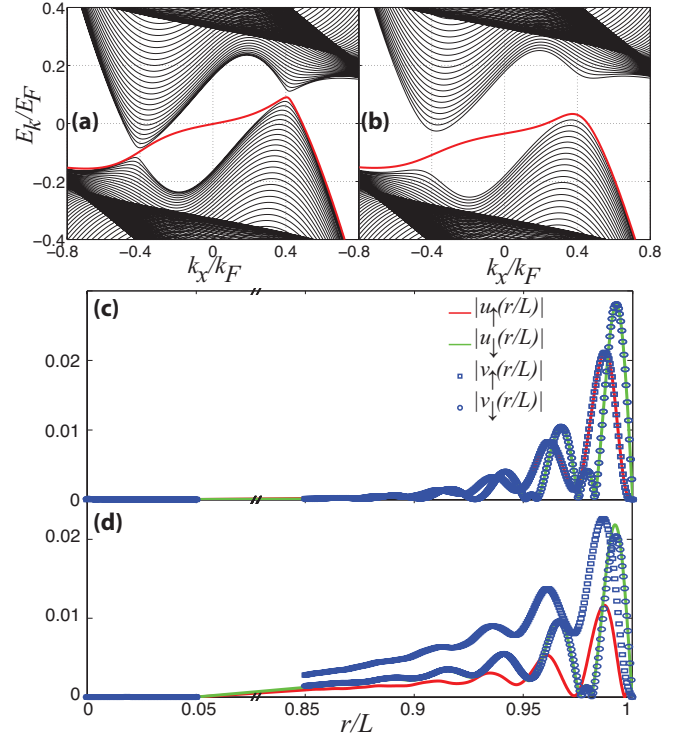 0.4
0.2
0
−0.2
−0.4
E_k/E_F
(a)
(b)
−0.8 −0.4 0 0.4 −0.8 −0.4 0 0.4 0.8
k_x/k_F k_x/k_F
(c)
|u↑(r/L)|
|u↓(r/L)|
|v↑(r/L)|
|v↓(r/L)|
0.02
0.01
0
(d)
0.02
0.01
0
0 0.05 0.85 0.9 0.95 1
r/L